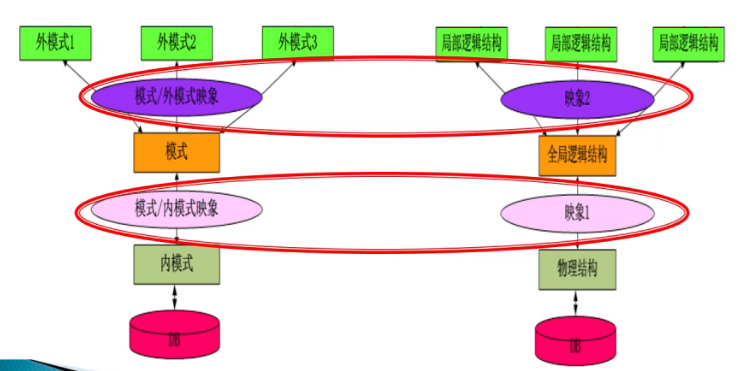 外模式1 外模式2 外模式3 局部逻辑结构 局部逻辑结构 局部逻辑结构
模式/外模式映象 映象2
模式 全局逻辑结构
模式/内模式映象 映象1
内模式 物理结构
DB DB